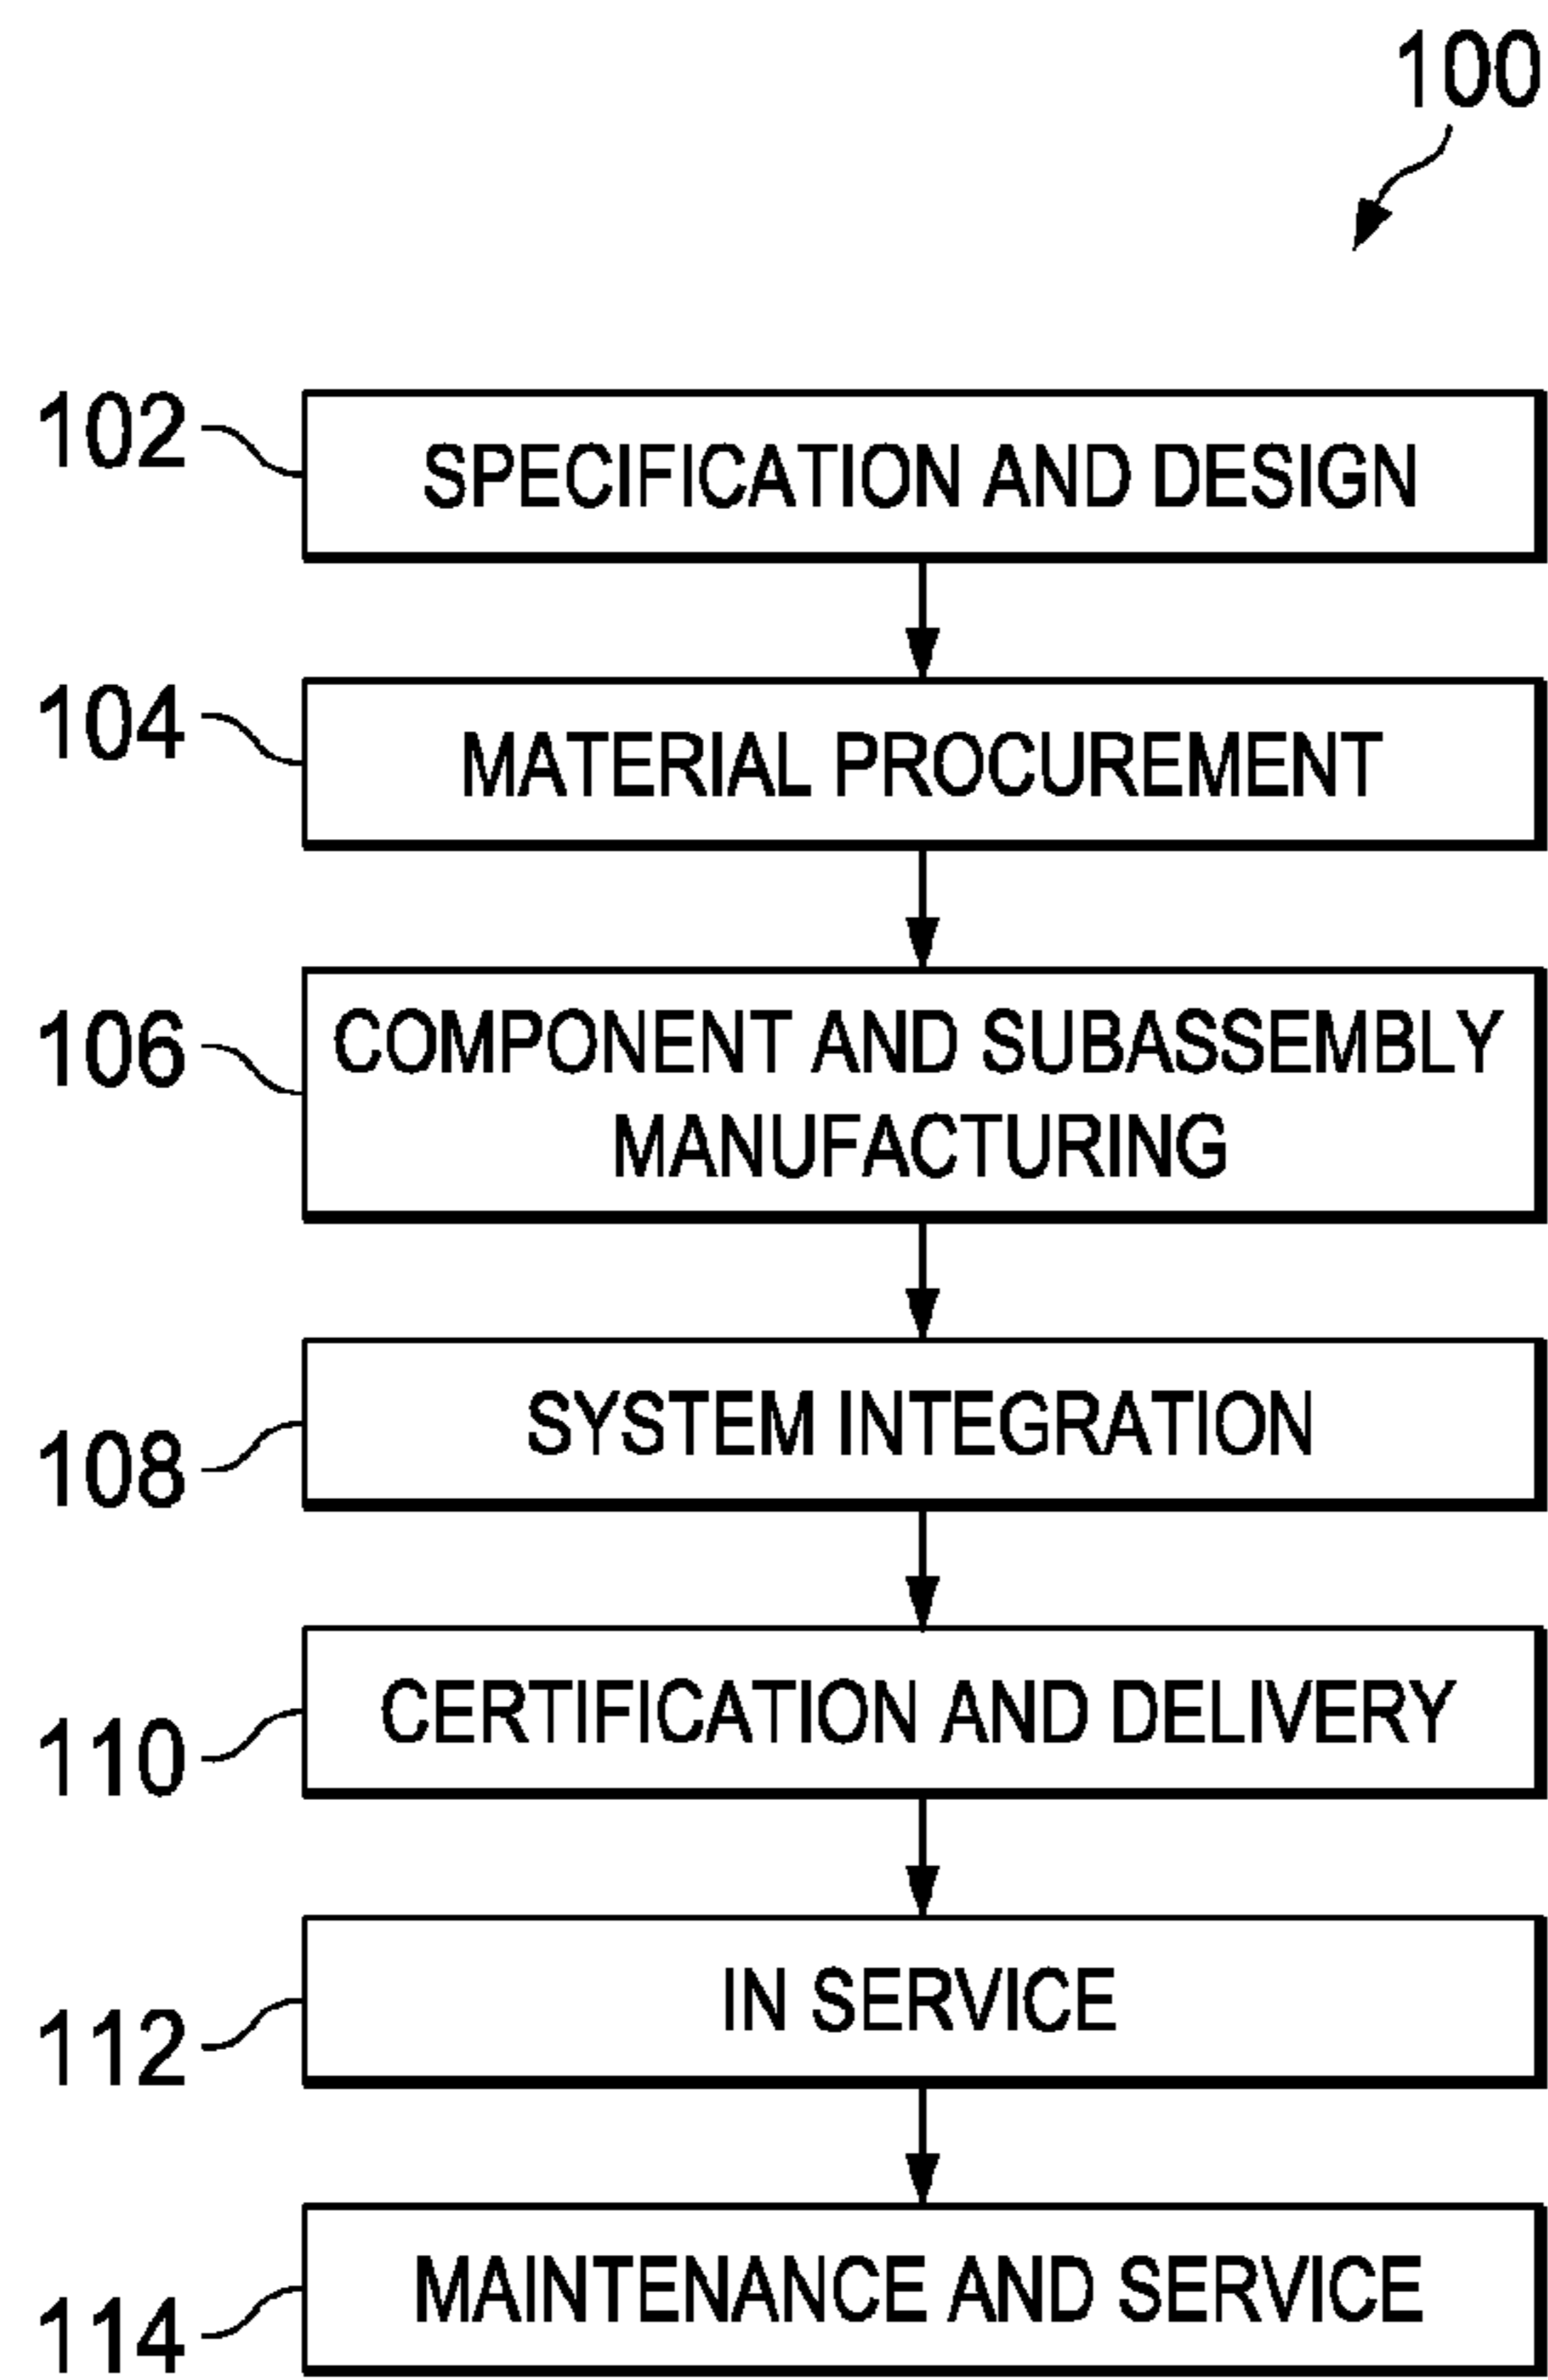 100
102
SPECIFICATION AND DESIGN
104
MATERIAL PROCUREMENT
106
COMPONENT AND SUBASSEMBLY
MANUFACTURING
108
SYSTEM INTEGRATION
110
CERTIFICATION AND DELIVERY
112
IN SERVICE
114
MAINTENANCE AND SERVICE